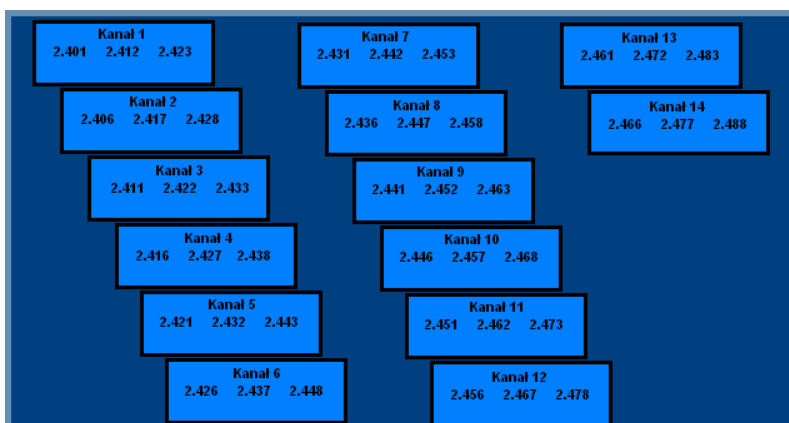 Kanał 1
2.401 2.412 2.423
Kanał 2
2.406 2.417 2.428
Kanał 3
2.411 2.422 2.433
Kanał 4
2.416 2.427 2.438
Kanał 5
2.421 2.432 2.443
Kanał 6
2.426 2.437 2.448
Kanał 7
2.431 2.442 2.453
Kanał 8
2.436 2.447 2.458
Kanał 9
2.441 2.452 2.463
Kanał 10
2.446 2.457 2.468
Kanał 11
2.451 2.462 2.473
Kanał 12
2.456 2.467 2.478
Kanał 13
2.461 2.472 2.483
Kanał 14
2.466 2.477 2.488